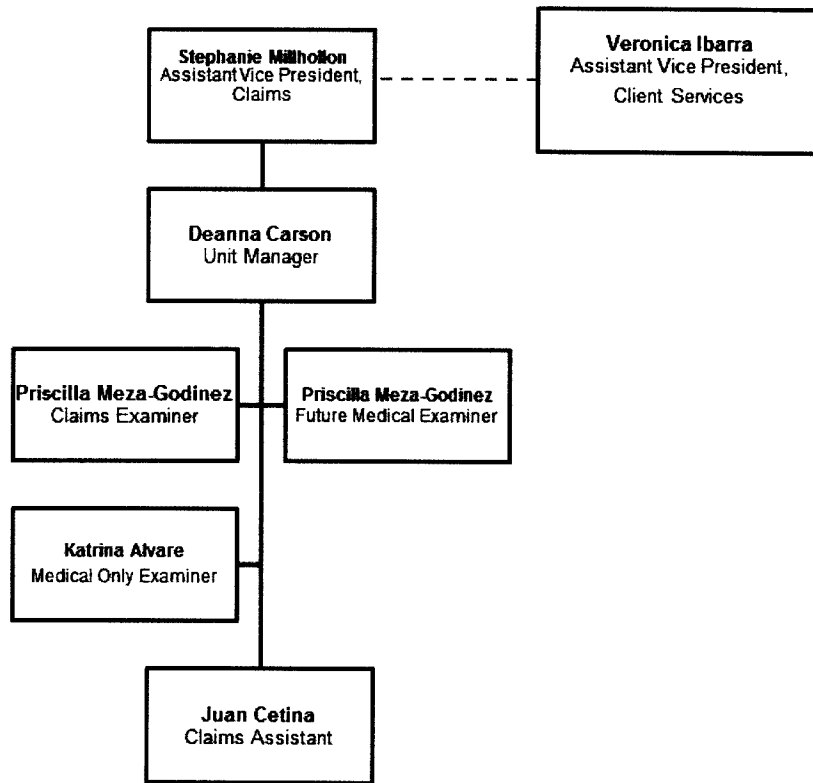 Stephanie Millhollon
Assistant Vice President,
Claims
Veronica Ibarra
Assistant Vice President,
Client Services
Deanna Carson
Unit Manager
Priscilla Meza-Godinez
Claims Examiner
Priscilla Meza-Godinez
Future Medical Examiner
Katrina Alvare
Medical Only Examiner
Juan Cetina
Claims Assistant